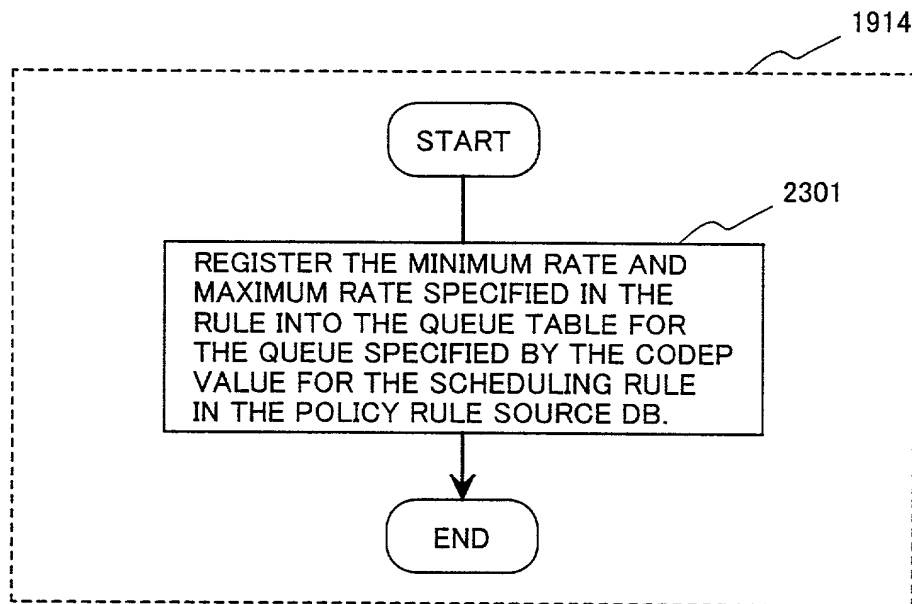 1914
START
2301
REGISTER THE MINIMUM RATE AND
MAXIMUM RATE SPECIFIED IN THE
RULE INTO THE QUEUE TABLE FOR
THE QUEUE SPECIFIED BY THE CODEP
VALUE FOR THE SCHEDULING RULE
IN THE POLICY RULE SOURCE DB.
END